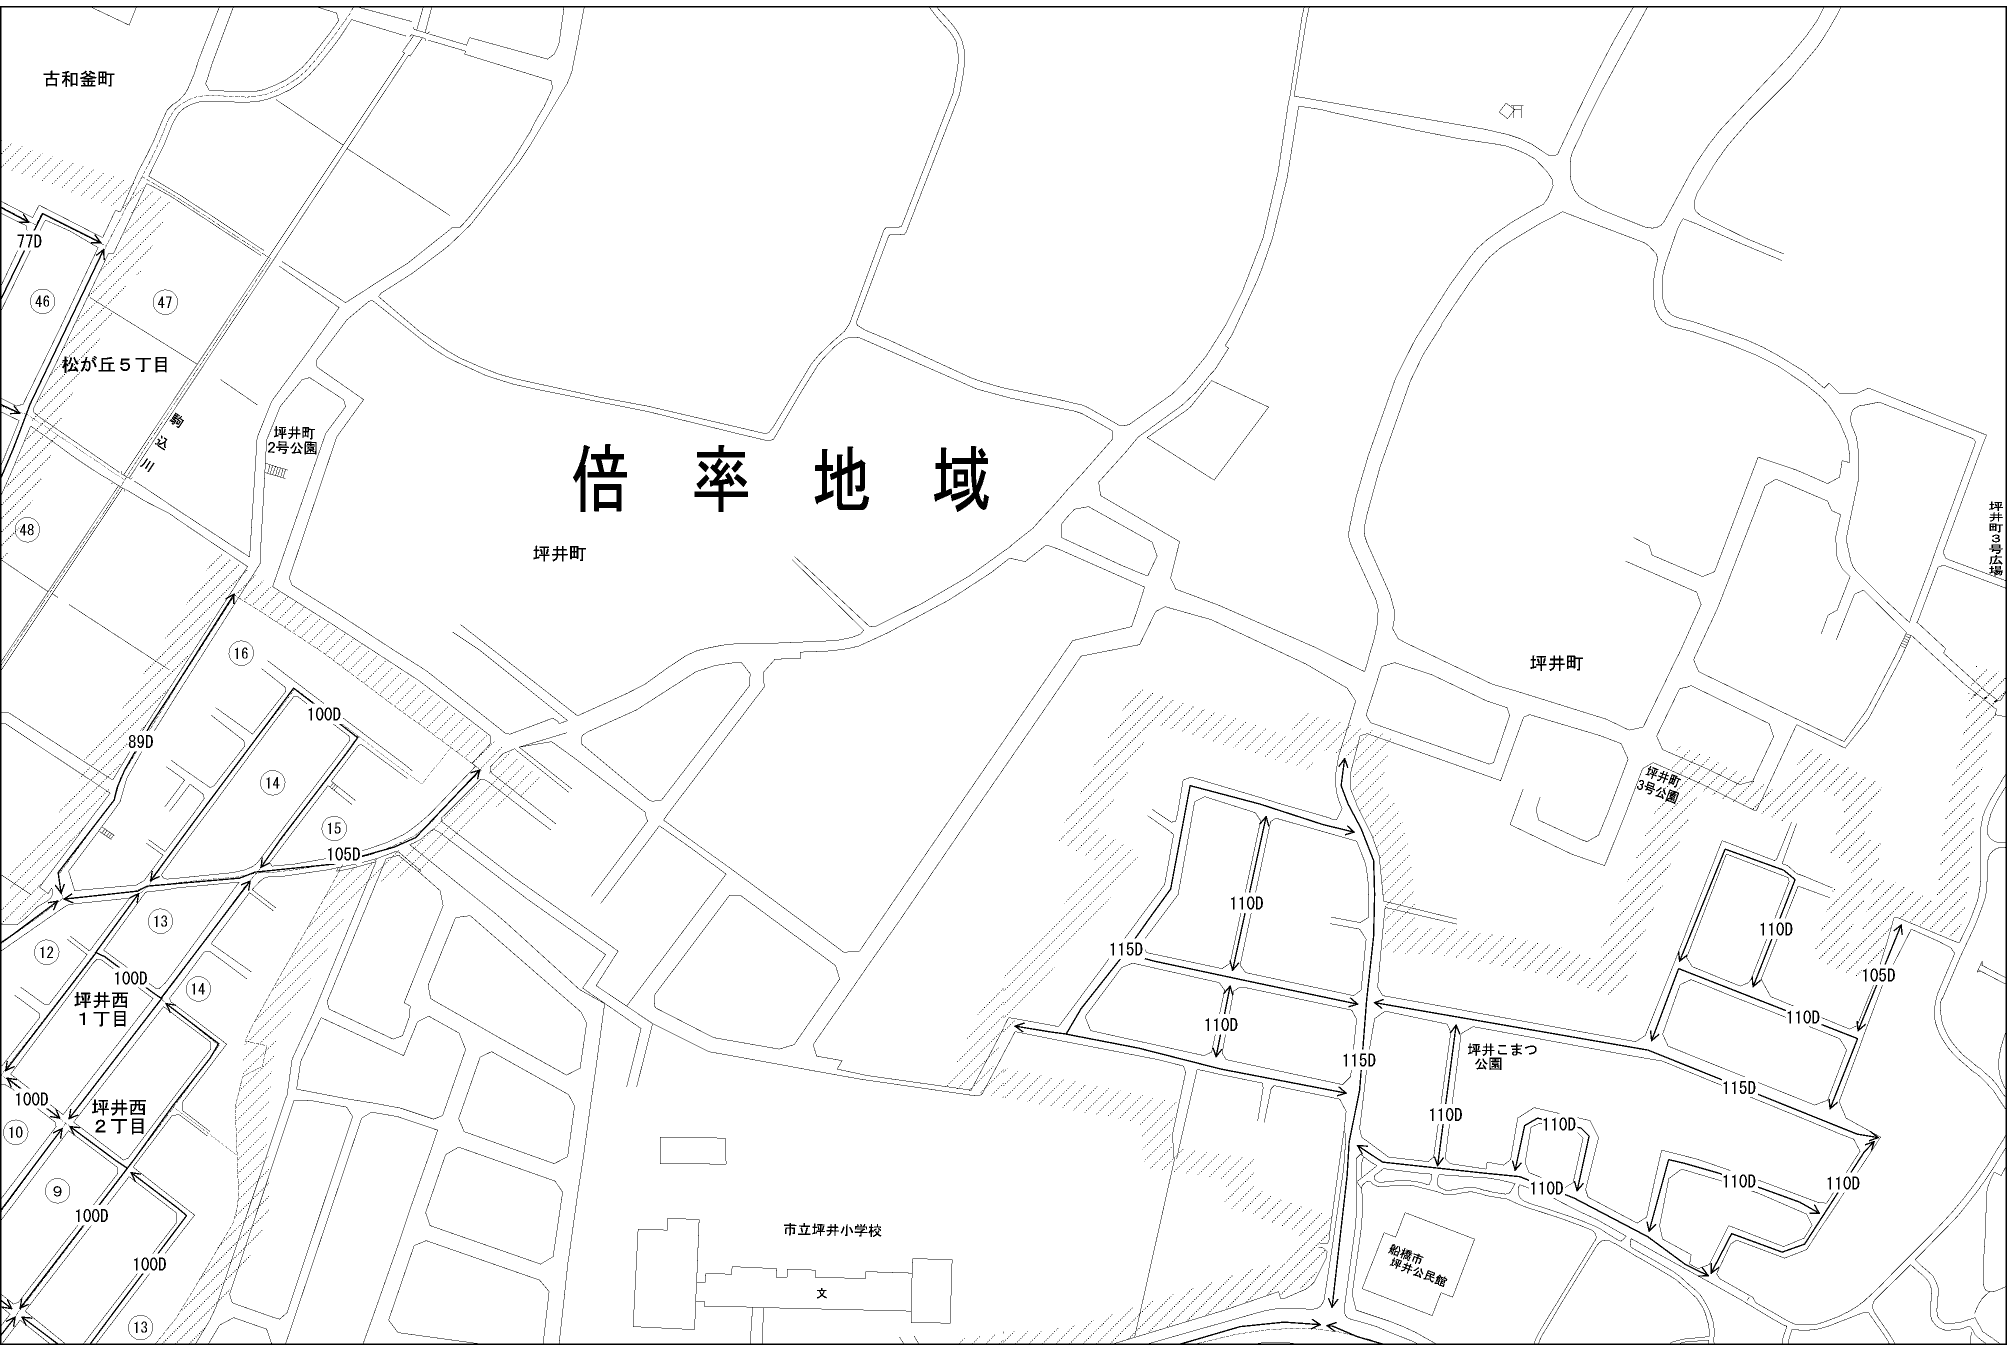 古和釜町
77D
46
47
松が丘5丁目
駒込川
坪井町
2号公園
倍率地域
坪井町
坪井町3号広場
48
16
坪井町
100D
89D
14
坪井町
3号公園
15
105D
110D
13
110D
115D
12
105D
100D
14
坪井西
1丁目
110D
110D
坪井こまつ
公園
115D
115D
100D
坪井西
2丁目
110D
110D
10
9
110D
110D
110D
100D
市立坪井小学校
船橋市
坪井公民館
100D
文
13